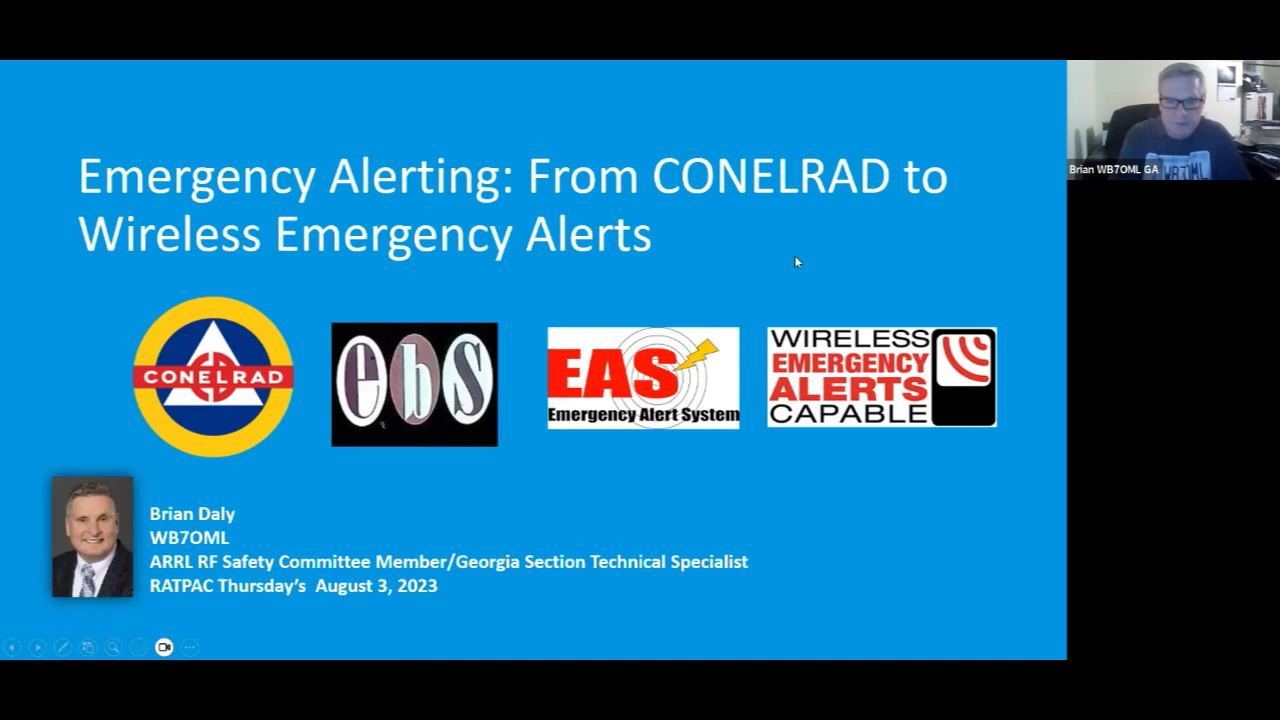 Emergency Alerting: From CONELRAD to
Wireless Emergency Alerts
CONELRAD
ebs
EAS
Emergency Alert System
WIRELESS
EMERGENCY
ALERTS
CAPABLE
Brian Daly
WB7OML
ARRL RF Safety Committee Member/Georgia Section Technical Specialist
RATPAC Thursday's  August 3, 2023
WB7OML
Brian WB7OML GA